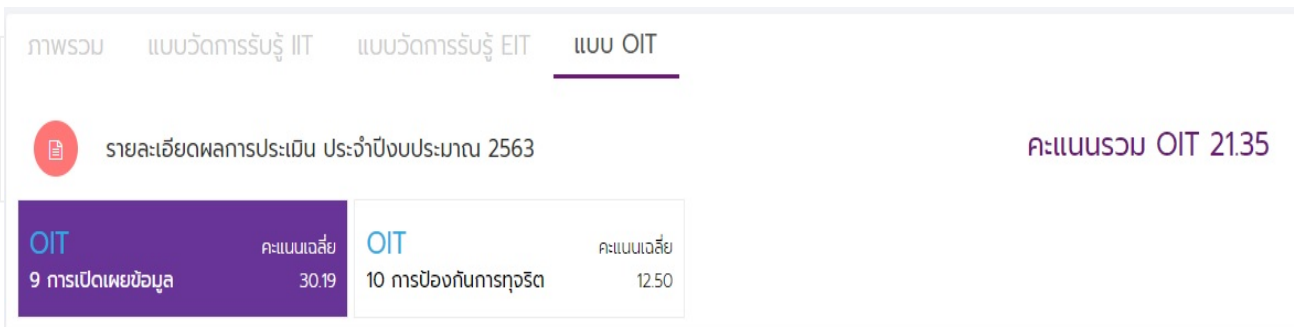 ภาพรวม แบบวัดการรับรู้ IIT แบบวัดการรับรู้ EIT แบบ OIT
รายละเอียดผลการประเมิน ประจำปีงบประมาณ 2563 คะแนนรวม OIT 21.35
OIT คะแนนเฉลี่ย OIT คะแนนเฉลี่ย
9 การเปิดเผยข้อมูล 30.19 10 การป้องกันการทุจริต 12.50